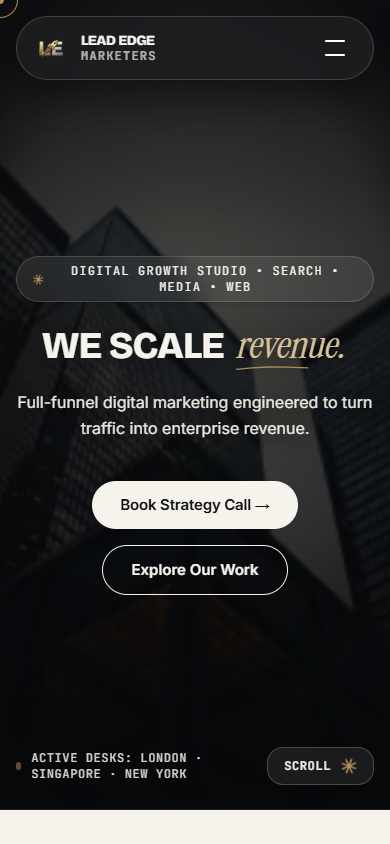 LE
LEAD EDGE
MARKETERS
DIGITAL GROWTH STUDIO • SEARCH •
MEDIA • WEB
WE SCALE revenue.
Full-funnel digital marketing engineered to turn
traffic into enterprise revenue.
Book Strategy Call →
Explore Our Work
ACTIVE DESKS: LONDON ·
SINGAPORE · NEW YORK
SCROLL